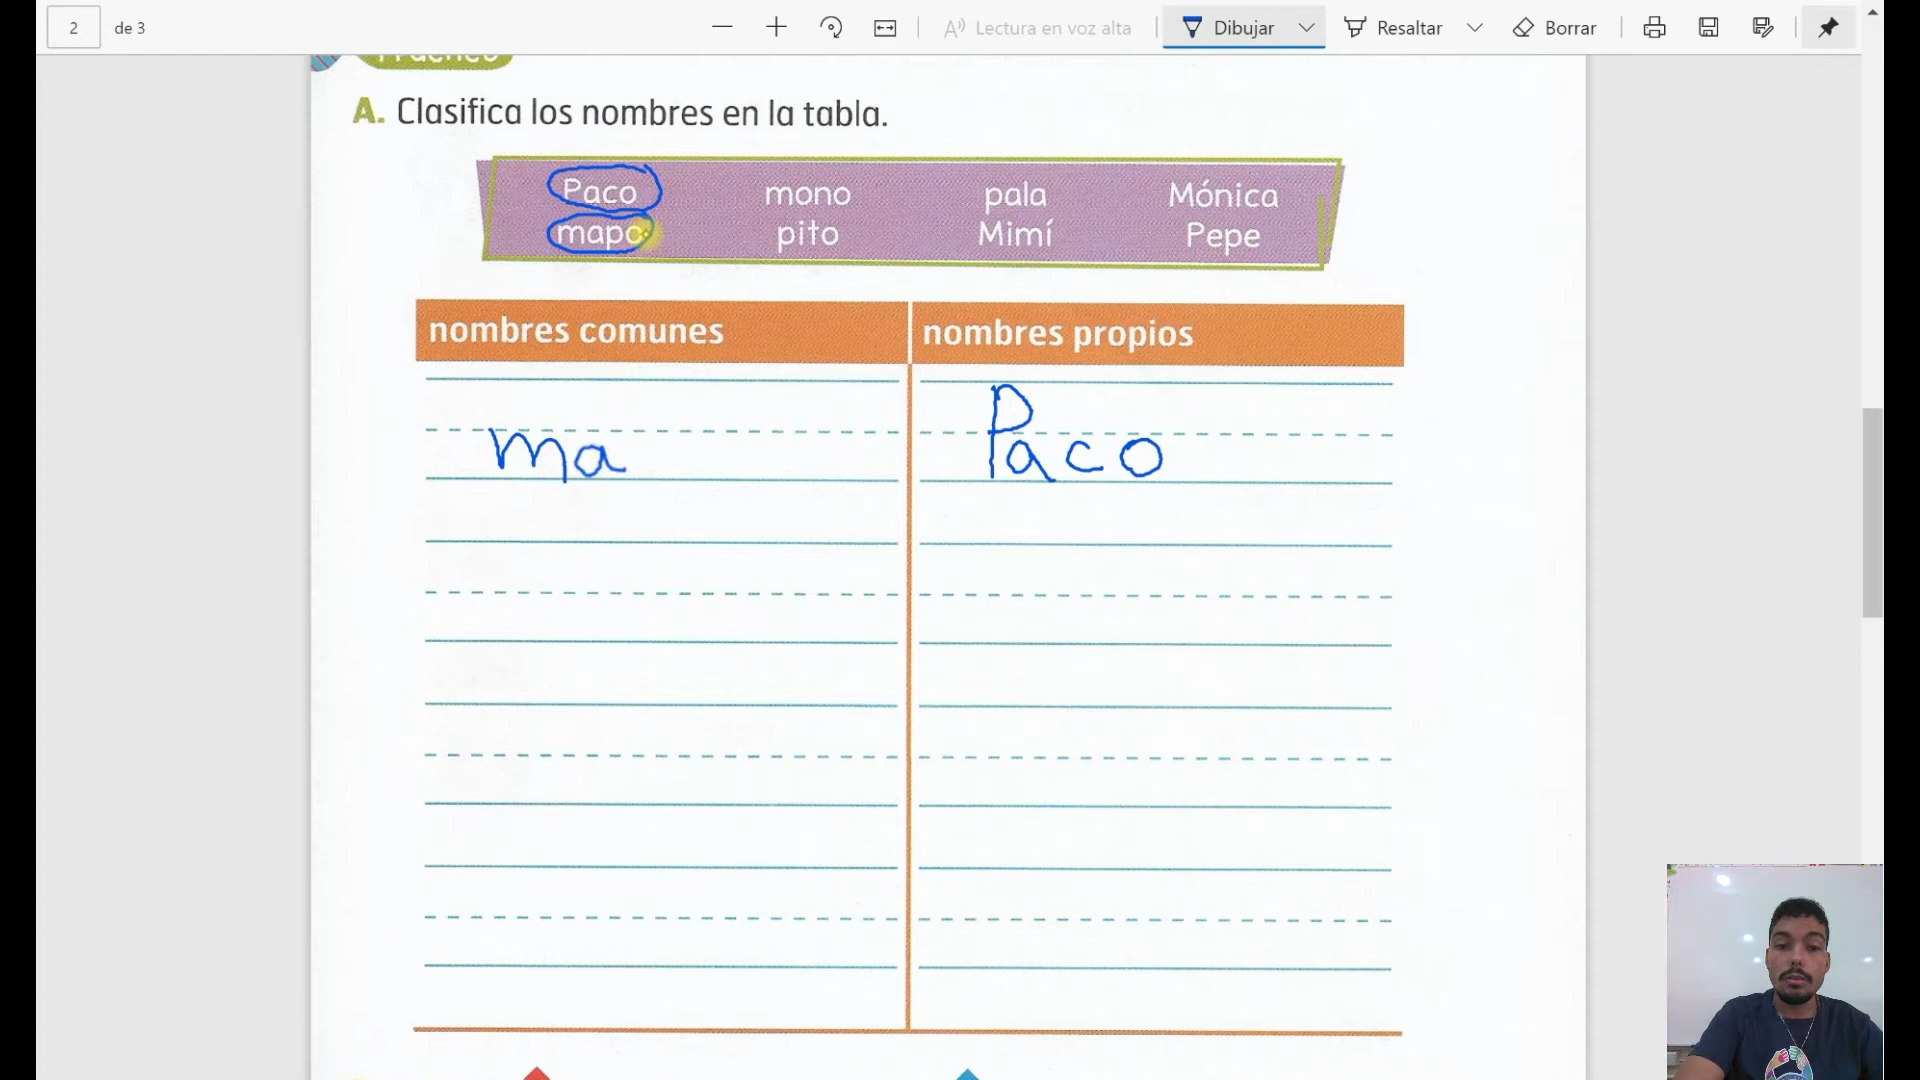 2 de 3 Lectura en voz alta Dibujar Resaltar Borrar
Práctico
A. Clasifica los nombres en la tabla.
Paco mono pala Mónica
mapo pito Mimí Pepe
nombres comunes nombres propios
ma Paco